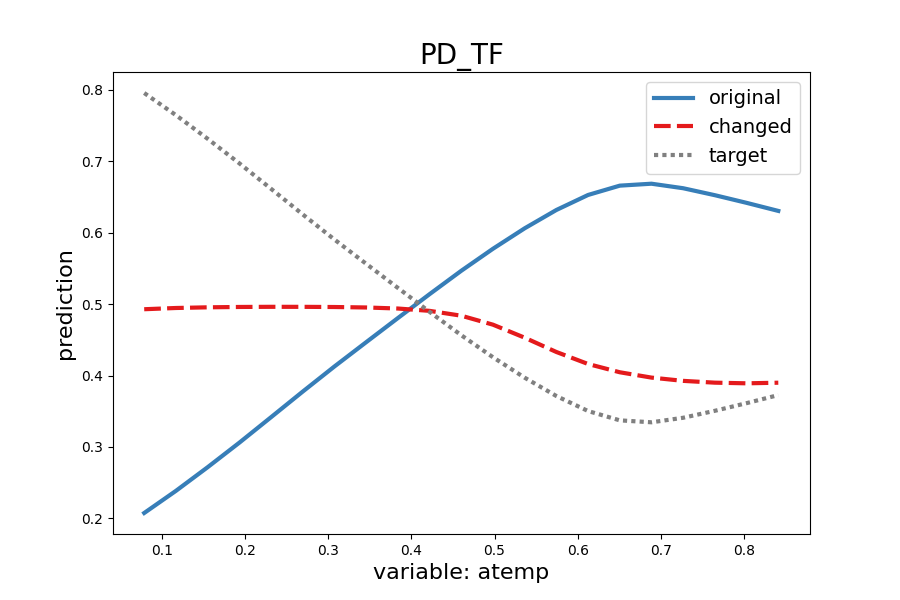 PD_TF
original
changed
target
prediction
0.8
0.7
0.6
0.5
0.4
0.3
0.2
0.1 0.2 0.3 0.4 0.5 0.6 0.7 0.8
variable: atemp